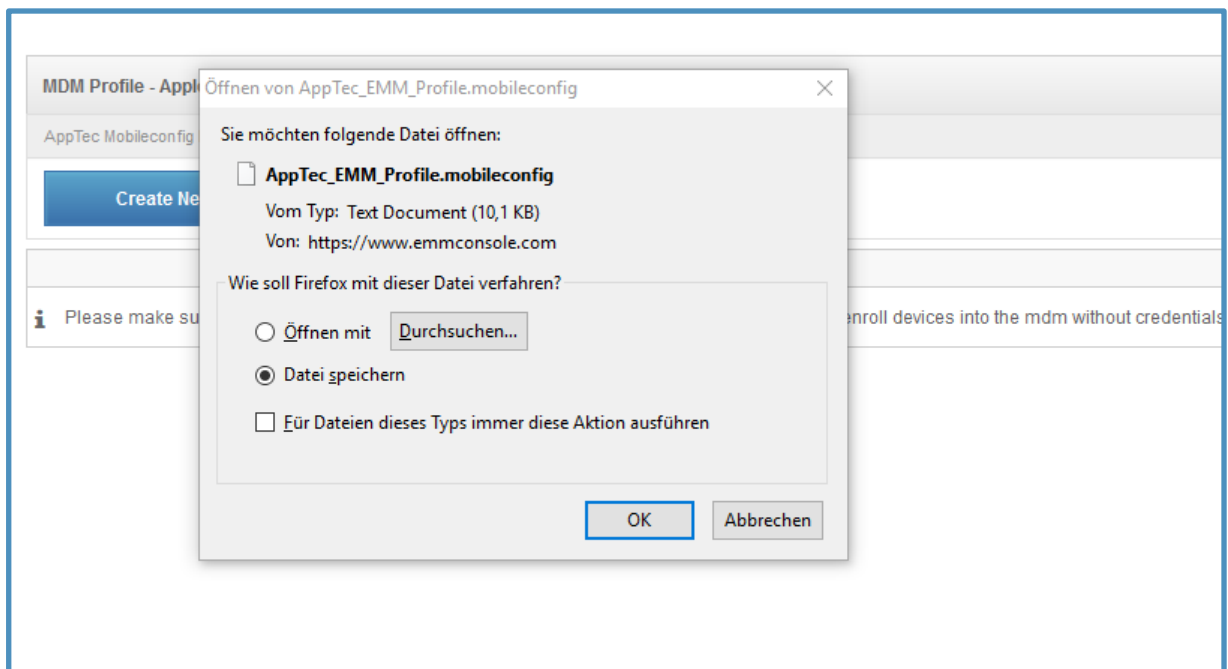 MDM Profile - Appl
Öffnen von AppTec_EMM_Profile.mobileconfig
AppTec Mobileconfig
Sie möchten folgende Datei öffnen:
AppTec_EMM_Profile.mobileconfig
Create Ne
Vom Typ: Text Document (10,1 KB)
Von: https://www.emmconsole.com
Wie soll Firefox mit dieser Datei verfahren?
Please make su
enroll devices into the mdm without credentials
Öffnen mit Durchsuchen...
Datei speichern
Für Dateien dieses Typs immer diese Aktion ausführen
OK Abbrechen